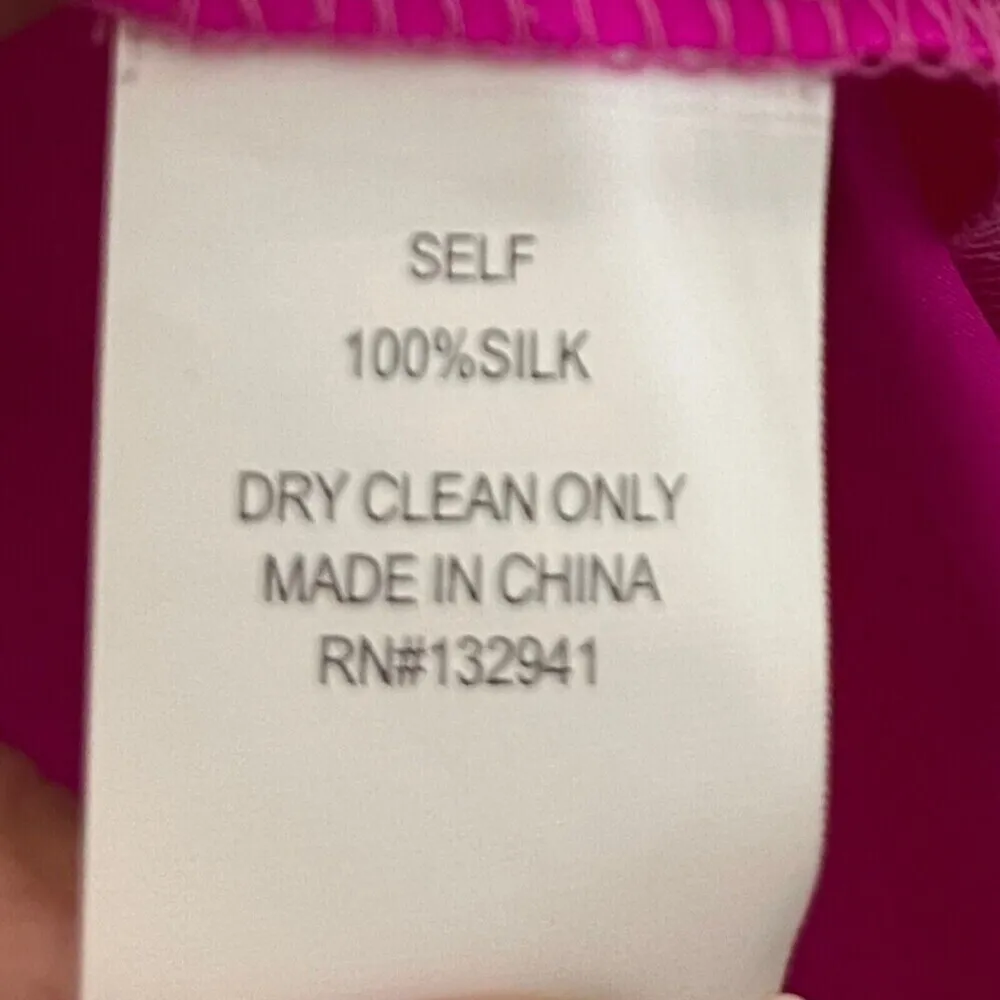 SELF
100%SILK
DRY CLEAN ONLY
MADE IN CHINA
RN#132941